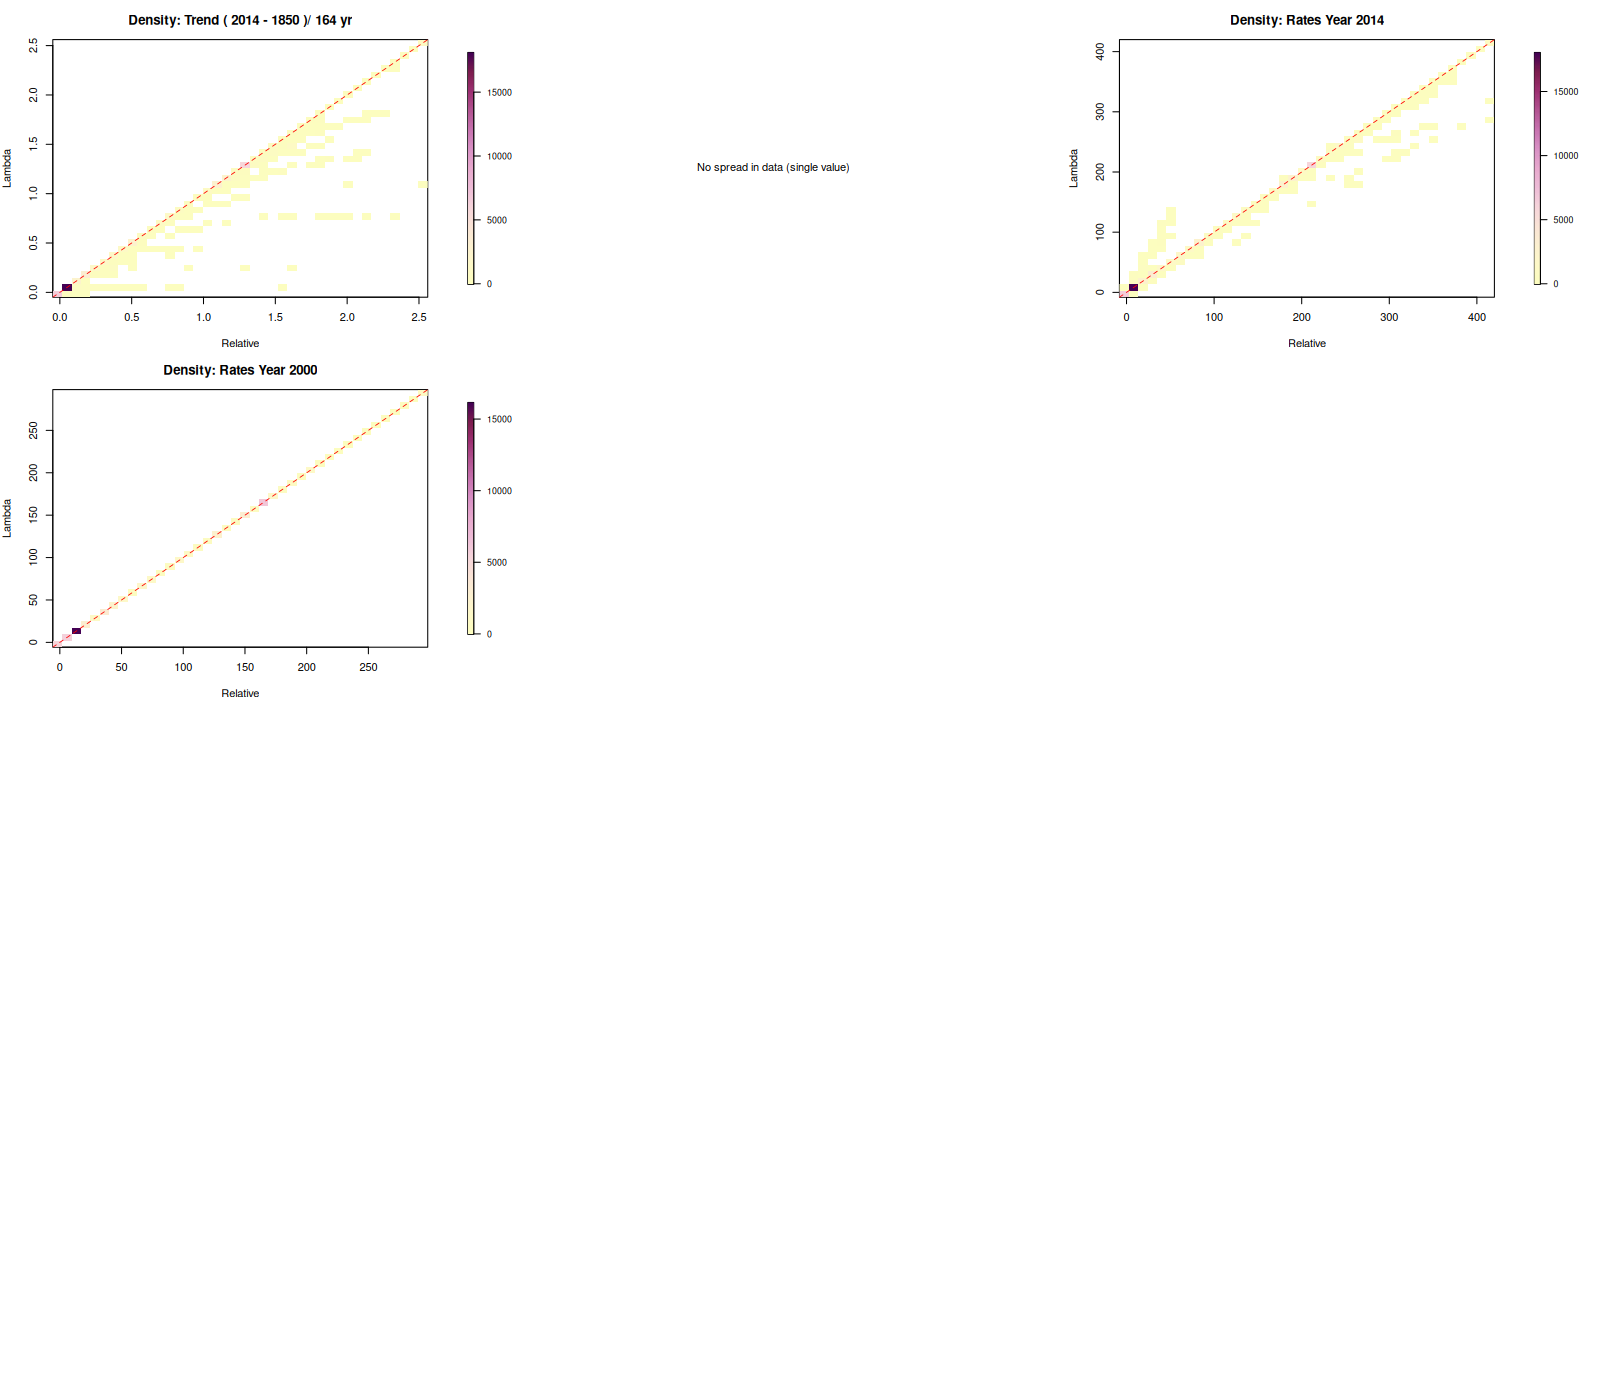 Density: Trend ( 2014 - 1850 )/ 164 yr
Lambda
2.5
2.0
1.5
1.0
0.5
0.0
0.0 0.5 1.0 1.5 2.0 2.5
Relative
15000
10000
5000
0
No spread in data (single value)
Density: Rates Year 2014
Lambda
400
300
200
100
0
0 100 200 300 400
Relative
15000
10000
5000
0
Density: Rates Year 2000
Lambda
250
200
150
100
50
0
0 50 100 150 200 250
Relative
15000
10000
5000
0